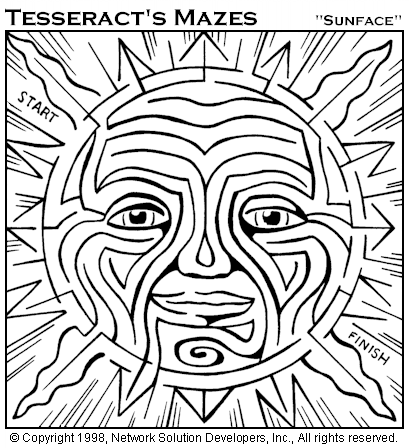 Tesseract's Mazes "Sunface"
START
FINISH
© Copyright 1998, Network Solution Developers, Inc., All rights reserved.